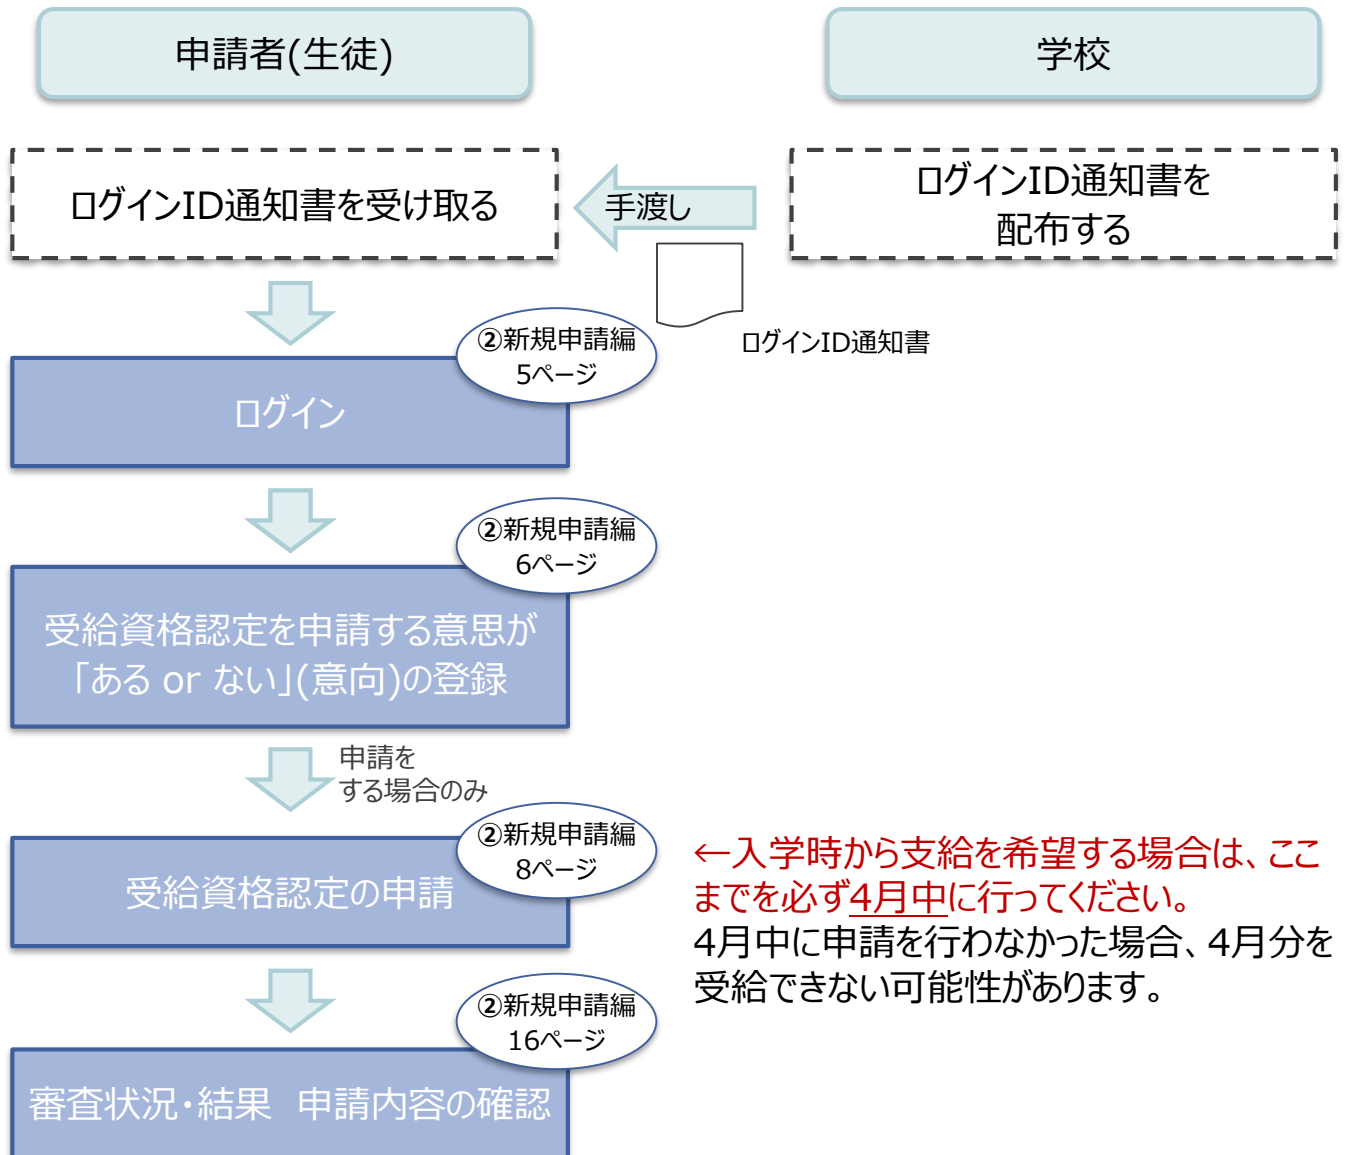 申請者(生徒)
学校
ログインID通知書を受け取る
手渡し
ログインID通知書を
配布する
ログインID通知書
②新規申請編
5ページ
ログイン
②新規申請編
6ページ
受給資格認定を申請する意思が
「ある or ない」(意向)の登録
申請を
する場合のみ
②新規申請編
8ページ
受給資格認定の申請
←入学時から支給を希望する場合は、ここ
までを必ず4月中に行ってください。
4月中に申請を行わなかった場合、4月分を
受給できない可能性があります。
②新規申請編
16ページ
審査状況・結果　申請内容の確認